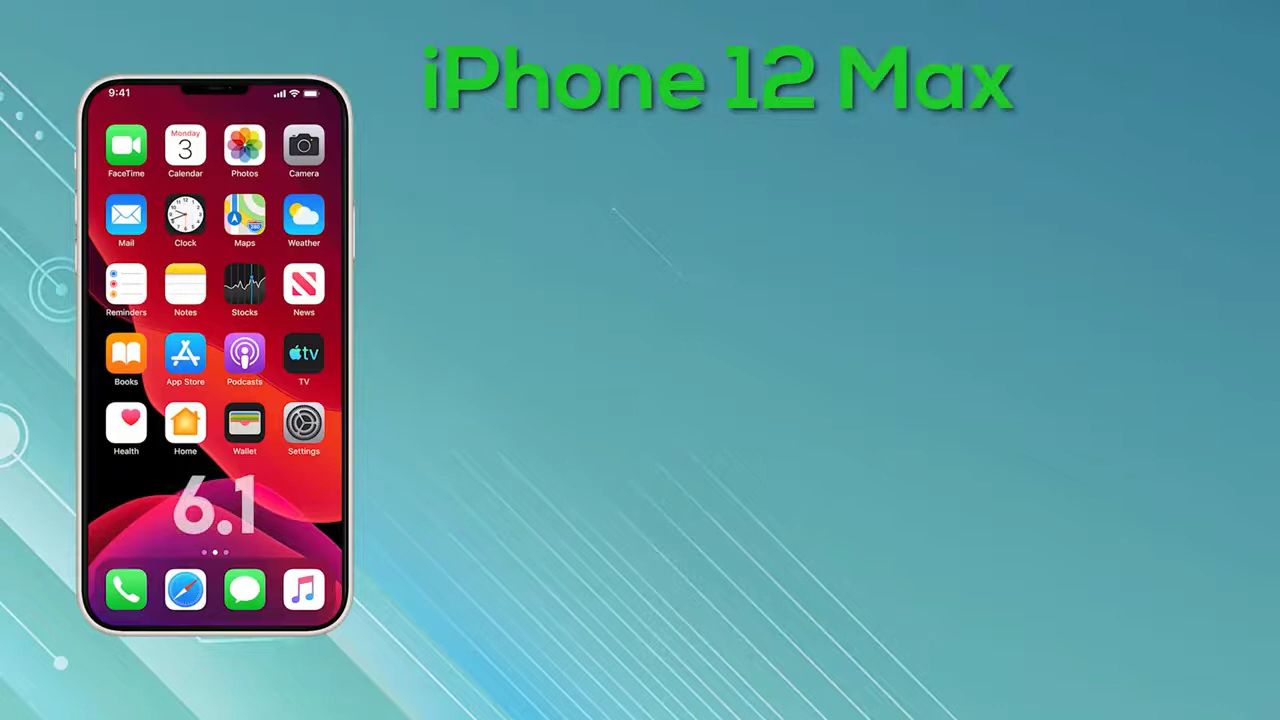 iPhone 12 Max
9:41
Monday
3
FaceTime Calendar Photos Camera
Mail Clock Maps Weather
Reminders Notes Stocks News
tv
Books App Store Podcasts TV
Health Home Wallet Settings
6.1